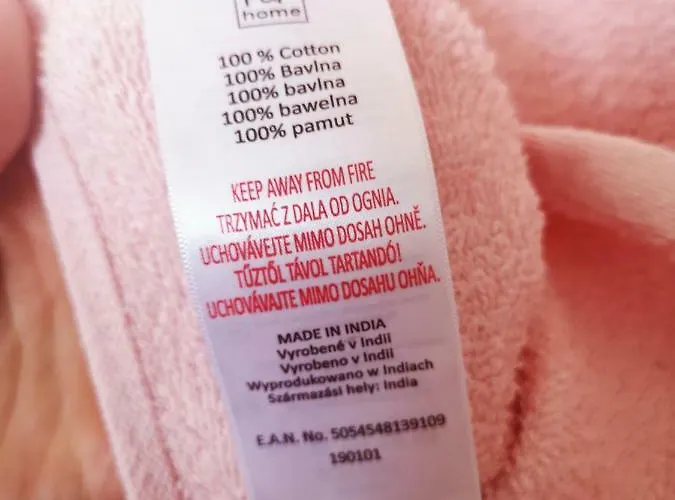 home
100 % Cotton
100% Bavlna
100% bavlna
100% bawełna
100% pamut
KEEP AWAY FROM FIRE
TRZYMAĆ Z DALA OD OGNIA.
UCHOVÁVEJTE MIMO DOSAH OHNĚ.
TŰZTŐL TÁVOL TARTANDÓ!
UCHOVÁVAJTE MIMO DOSAHU OHŇA.
MADE IN INDIA
Vyrobené v Indii
Vyrobeno v Indii
Wyprodukowano w Indiach
Származási hely: India
E.A.N. No. 5054548139109
190101